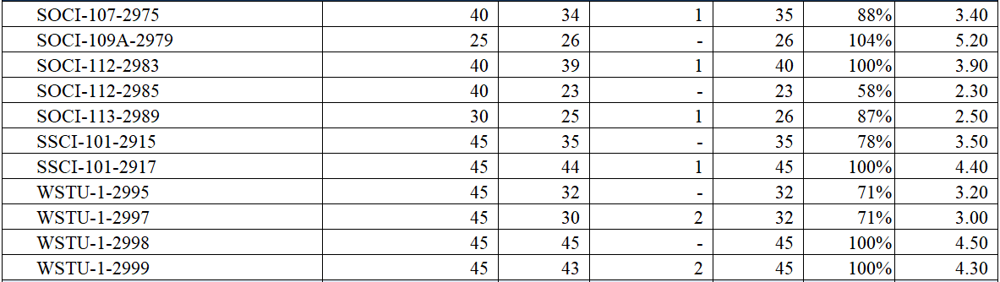 SOCI-107-2975 40 34 1 35 88% 3.40
SOCI-109A-2979 25 26 - 26 104% 5.20
SOCI-112-2983 40 39 1 40 100% 3.90
SOCI-112-2985 40 23 - 23 58% 2.30
SOCI-113-2989 30 25 1 26 87% 2.50
SSCI-101-2915 45 35 - 35 78% 3.50
SSCI-101-2917 45 44 1 45 100% 4.40
WSTU-1-2995 45 32 - 32 71% 3.20
WSTU-1-2997 45 30 2 32 71% 3.00
WSTU-1-2998 45 45 - 45 100% 4.50
WSTU-1-2999 45 43 2 45 100% 4.30